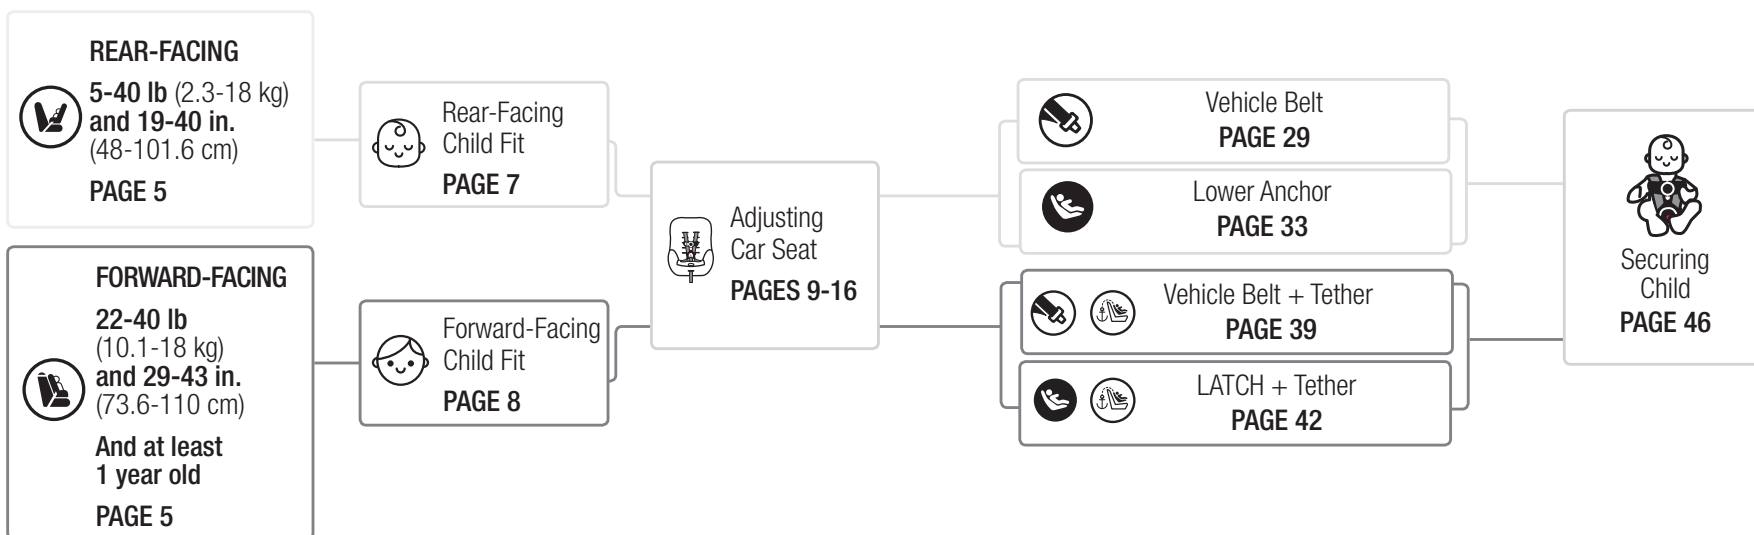 REAR-FACING
5-40 lb (2.3-18 kg)
and 19-40 in.
(48-101.6 cm)
PAGE 5
FORWARD-FACING
22-40 lb
(10.1-18 kg)
and 29-43 in.
(73.6-110 cm)
And at least
1 year old
PAGE 5
Rear-Facing
Child Fit
PAGE 7
Forward-Facing
Child Fit
PAGE 8
Adjusting
Car Seat
PAGES 9-16
Vehicle Belt
PAGE 29
Lower Anchor
PAGE 33
Vehicle Belt + Tether
PAGE 39
LATCH + Tether
PAGE 42
Securing
Child
PAGE 46